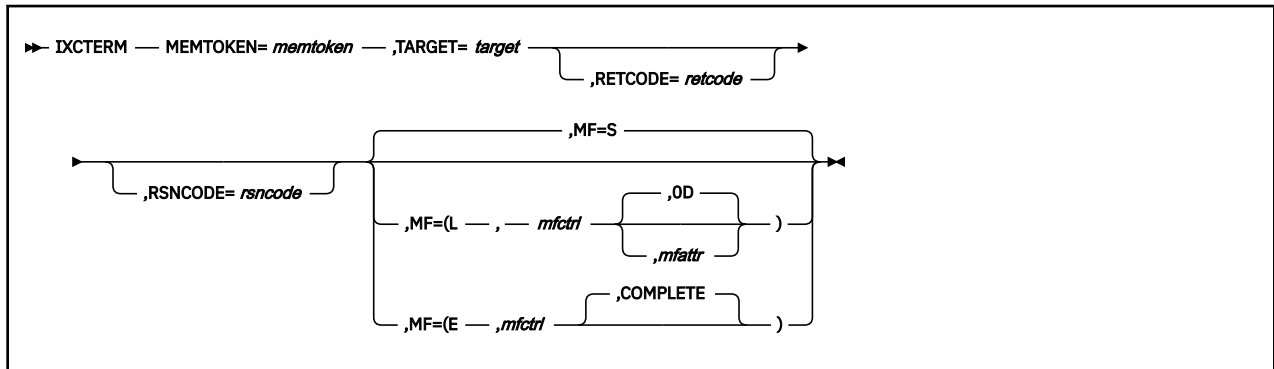 IXCTERM MEMTOKEN= memtoken ,TARGET= target
,RETCODE= retcode
,MF=S
,RSNCODE= rsncode
,0D
,MF=(L , mfctrl )
,mfattr
,COMPLETE
,MF=(E ,mfctrl )